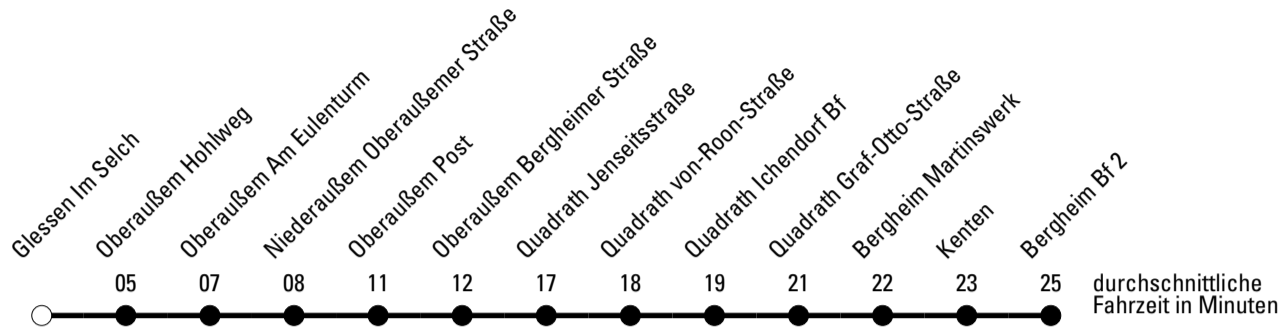 Glessen Im Selch
Oberaußem Hohlweg
Oberaußem Am Eulenturm
Niederaußem Oberaußemer Straße
Oberaußem Post
Oberaußem Bergheimer Straße
Quadrath Jenseitsstraße
Quadrath von-Roon-Straße
Quadrath Ichendorf Bf
Quadrath Graf-Otto-Straße
Bergheim Martinswerk
Kenten
Bergheim Bf 2
05 07 08 11 12 17 18 19 21 22 23 25
durchschnittliche
Fahrzeit in Minuten